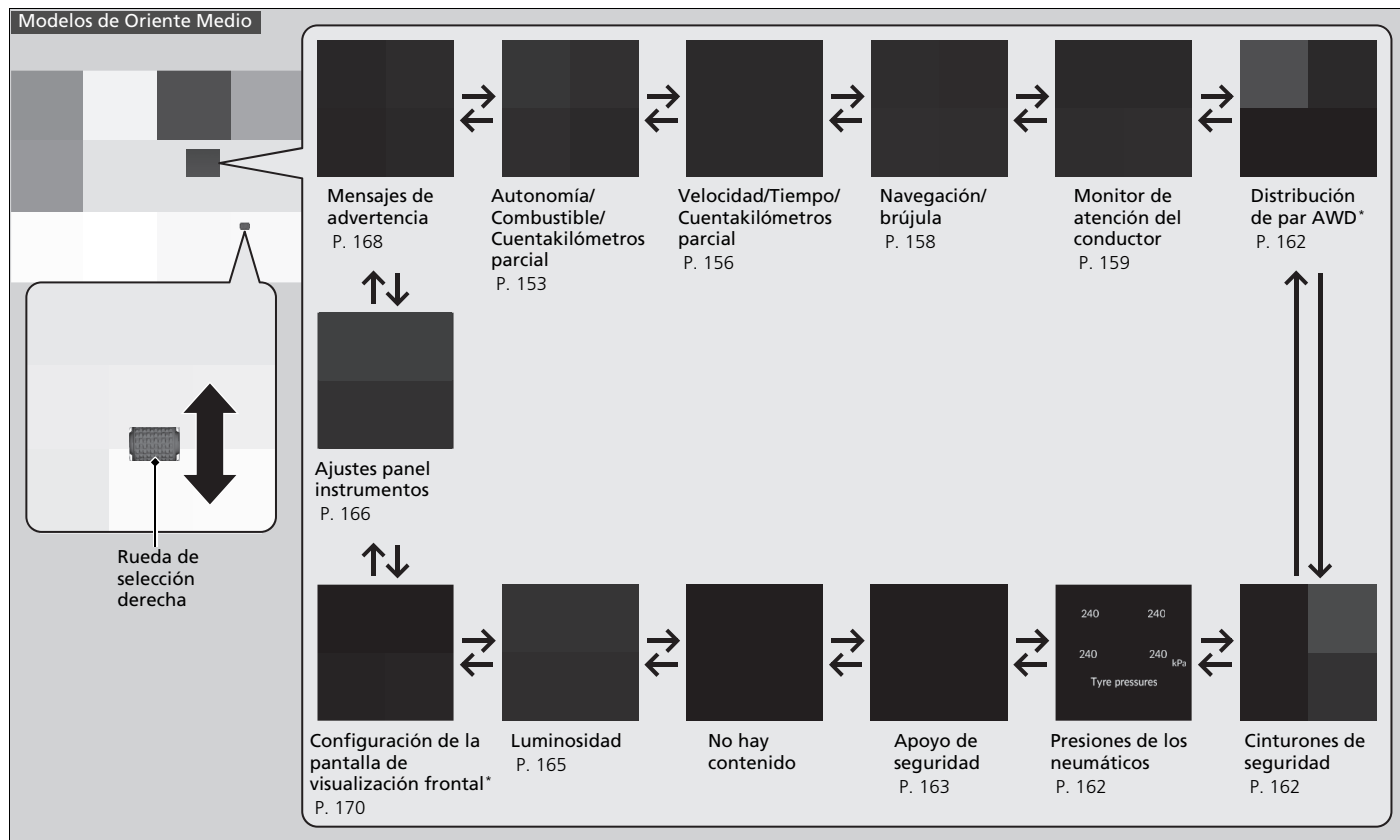 Modelos de Oriente Medio
Mensajes de
advertencia
P. 168
Autonomía/
Combustible/
Cuentakilómetros
parcial
P. 153
Velocidad/Tiempo/
Cuentakilómetros
parcial
P. 156
Navegación/
brújula
P. 158
Monitor de
atención del
conductor
P. 159
Distribución
de par AWD*
P. 162
Ajustes panel
instrumentos
P. 166
Rueda de
selección
derecha
Configuración de la
pantalla de
visualización frontal*
P. 170
Luminosidad
P. 165
No hay
contenido
Apoyo de
seguridad
P. 163
240 240
240 240 kPa
Tyre pressures
Presiones de los
neumáticos
P. 162
Cinturones de
seguridad
P. 162